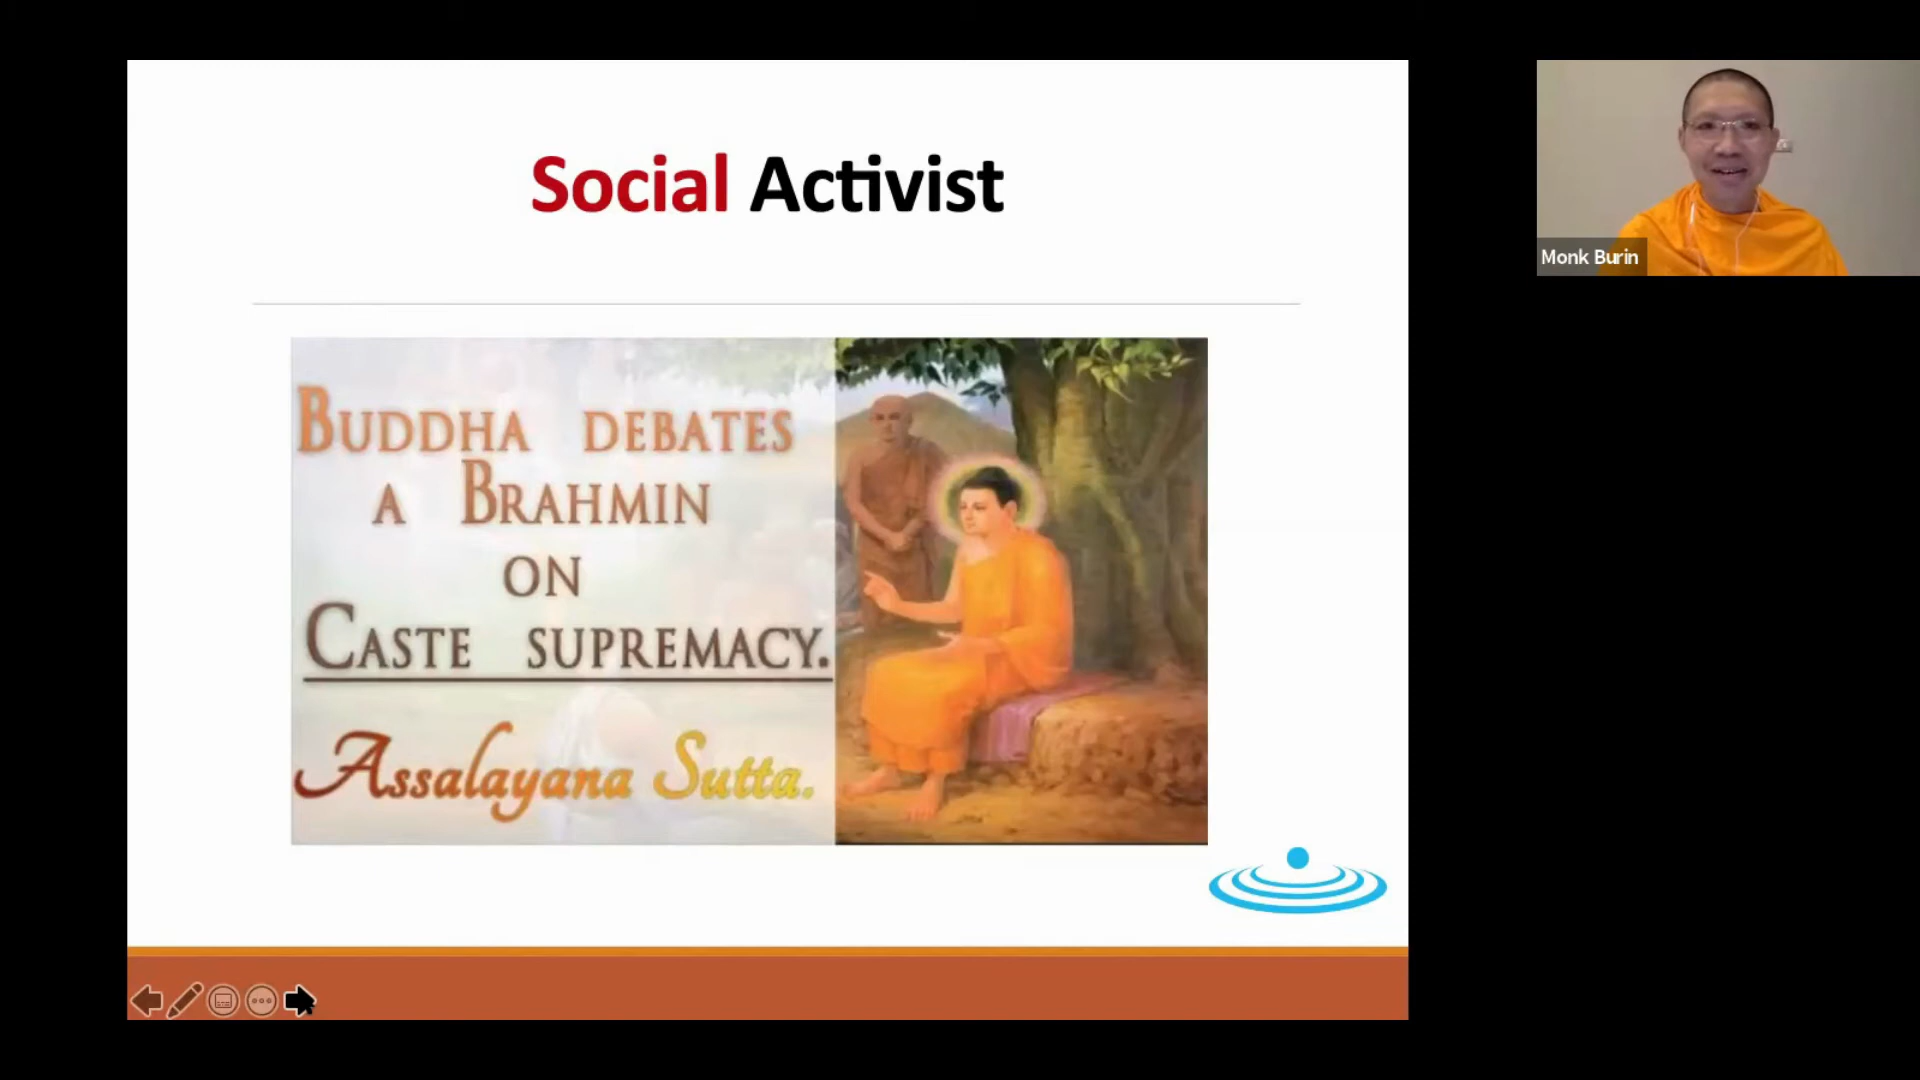 Social Activist
BUDDHA DEBATES
A BRAHMIN
ON
CASTE SUPREMACY.
Assalayana Sutta.
Monk Burin